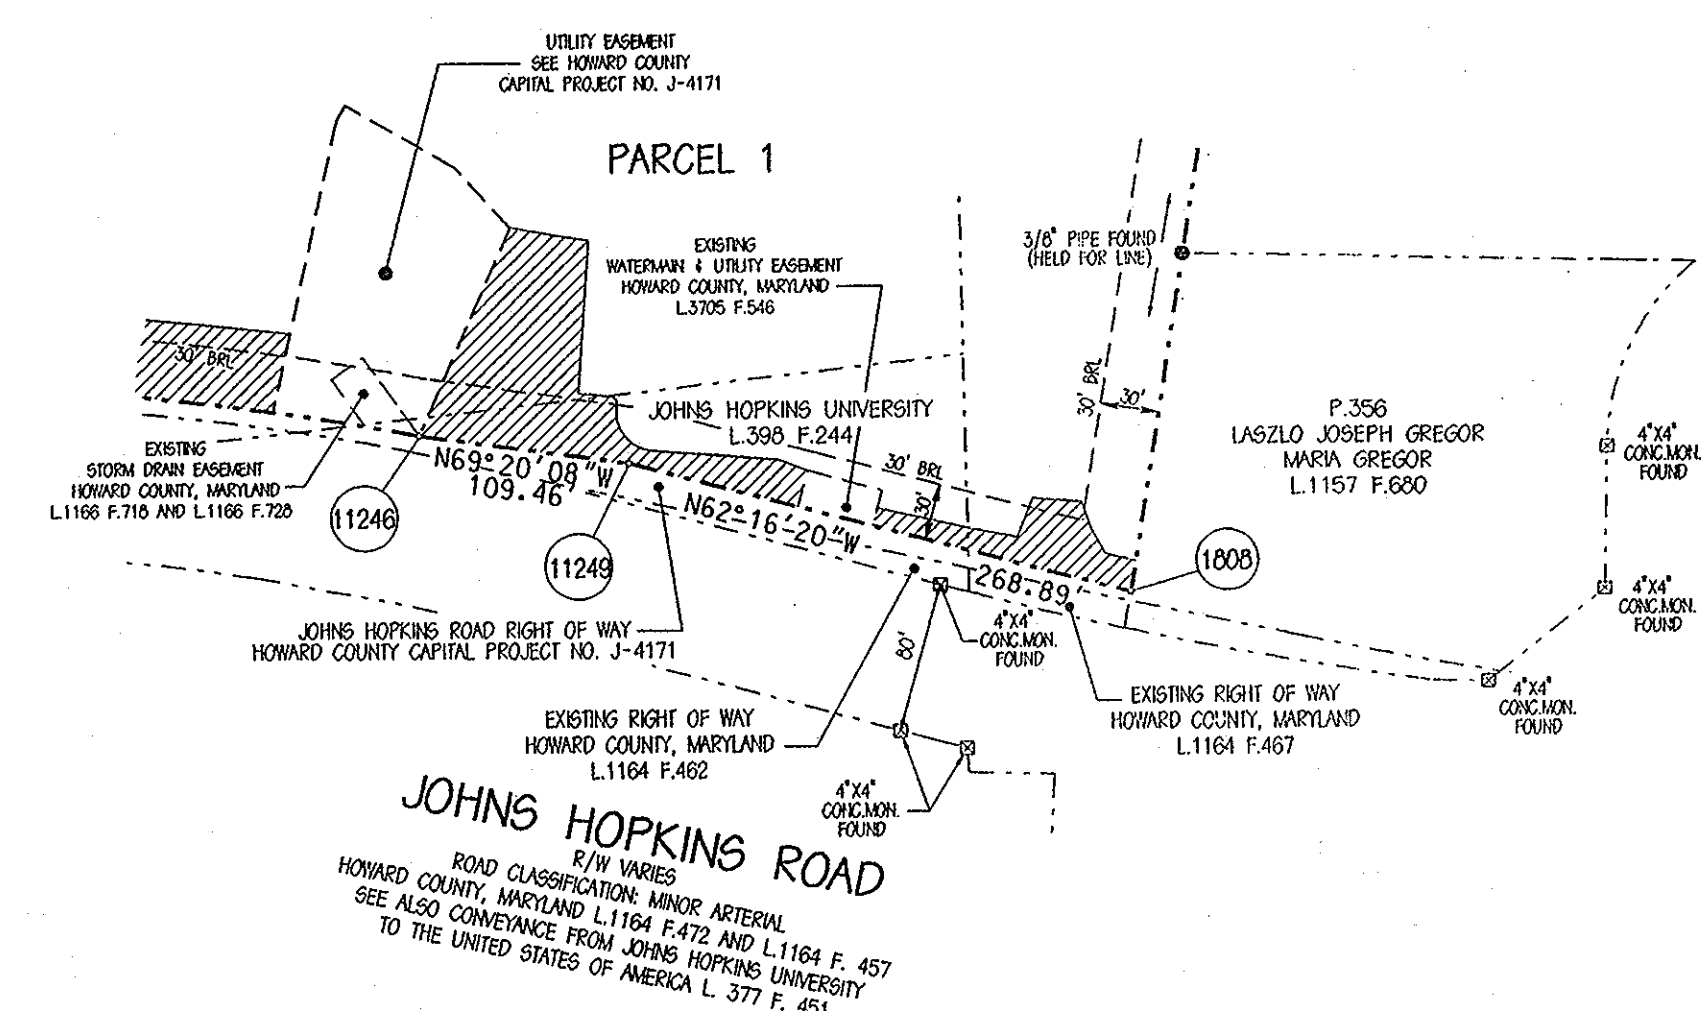 UTILITY EASEMENT
SEE HOWARD COUNTY
CAPITAL PROJECT NO. J-4171
PARCEL 1
EXISTING
WATERMAIN & UTILITY EASEMENT
HOWARD COUNTY, MARYLAND
L.3705 F.546
3/8" PIPE FOUND
(HELD FOR LINE)
30' BRL
30' BRL
30'
JOHNS HOPKINS UNIVERSITY
L.398 F.244
P.356
LASZLO JOSEPH GREGOR
MARIA GREGOR
L.1157 F.680
4"X4"
CONC.MON.
FOUND
EXISTING
STORM DRAIN EASEMENT
HOWARD COUNTY, MARYLAND
L.1166 F.718 AND L.1166 F.728
N69°20'08"W
109.46'
30' BRL
30'
N62°16'20"W
268.89'
11246
11249
1808
4"X4"
CONC.MON.
FOUND
JOHNS HOPKINS ROAD RIGHT OF WAY
HOWARD COUNTY CAPITAL PROJECT NO. J-4171
80'
4"X4"
CONC.MON.
FOUND
4"X4"
CONC.MON.
FOUND
EXISTING RIGHT OF WAY
HOWARD COUNTY, MARYLAND
L.1164 F.467
EXISTING RIGHT OF WAY
HOWARD COUNTY, MARYLAND
L.1164 F.462
4"X4"
CONC.MON.
FOUND
JOHNS HOPKINS ROAD
R/W VARIES
ROAD CLASSIFICATION: MINOR ARTERIAL
HOWARD COUNTY, MARYLAND L.1164 F.472 AND L.1164 F. 457
SEE ALSO CONVEYANCE FROM JOHNS HOPKINS UNIVERSITY
TO THE UNITED STATES OF AMERICA L. 377 F. 451